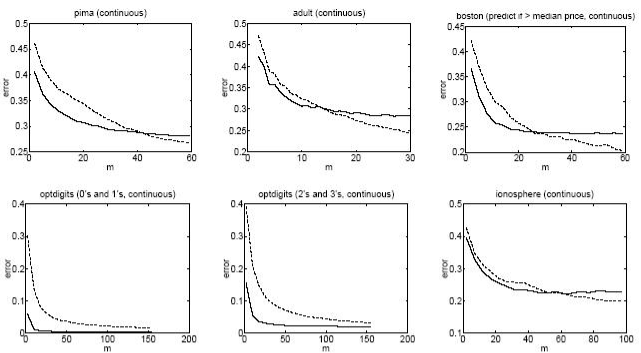 pima (continuous)
0.5
0.45
0.4
0.35
0.3
0.25
error
0 20 40 60
m
adult (continuous)
0.5
0.45
0.4
0.35
0.3
0.25
0.2
error
0 10 20 30
m
boston (predict if > median price, continuous)
0.45
0.4
0.35
0.3
0.25
0.2
error
0 20 40 60
m
optdigits (0's and 1's, continuous)
0.4
0.3
0.2
0.1
0
error
0 50 100 150 200
m
optdigits (2's and 3's, continuous)
0.4
0.3
0.2
0.1
0
error
0 50 100 150 200
m
ionosphere (continuous)
0.5
0.4
0.3
0.2
0.1
error
0 20 40 60 80 100
m